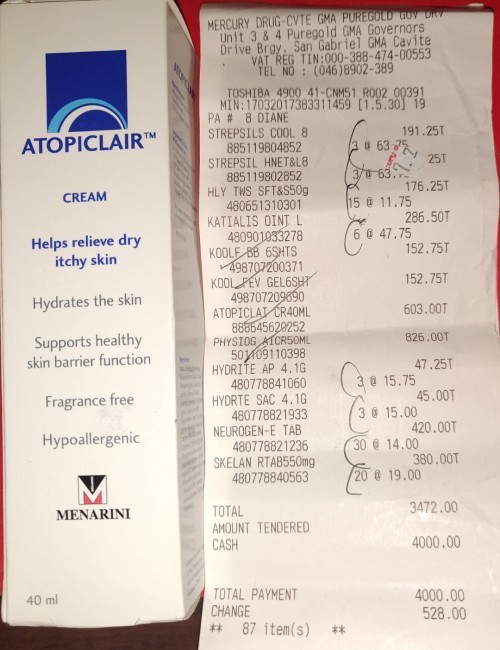 ATOPICLAIR™
CREAM
Helps relieve dry
itchy skin
Hydrates the skin
Supports healthy
skin barrier function
Fragrance free
Hypoallergenic
MENARINI
40 ml
MERCURY DRUG-CVTE GMA PUREGOLD GOV DRV
Unit 3 & 4 Puregold GMA Governors
Drive Brgy. San Gabriel GMA Cavite
VAT REG TIN:000-388-474-00553
TEL NO : (046)8902-389
TOSHIBA 4900 41-CNM51 R002 00391
MIN:17032017383311459 [1.5.30] 19
PA # 8 DIANE
STREPSILS COOL 8 191.25T
885119804852 3 @ 63.75
STREPSIL HNET&L8 25T
885119802852 3 @ 63.
HLY TWS SFT&S50g 176.25T
480651310301 15 @ 11.75
KATIALIS OINT L 286.50T
480901033278 6 @ 47.75
KOOLF BB 6SHTS 152.75T
498707200371
KOOL FEV GEL6SHT 152.75T
498707209690
ATOPICLAI CR40ML 603.00T
888645620252
PHYSIOG AICR50ML 826.00T
501109110398
HYDRITE AP 4.1G 47.25T
480778841060 3 @ 15.75
HYDRTE SAC 4.1G 45.00T
480778821933 3 @ 15.00
NEUROGEN-E TAB 420.00T
480778821236 30 @ 14.00
SKELAN RTAB550mg 380.00T
480778840563 20 @ 19.00
TOTAL 3472.00
AMOUNT TENDERED
CASH 4000.00
TOTAL PAYMENT 4000.00
CHANGE 528.00
** 87 item(s) **